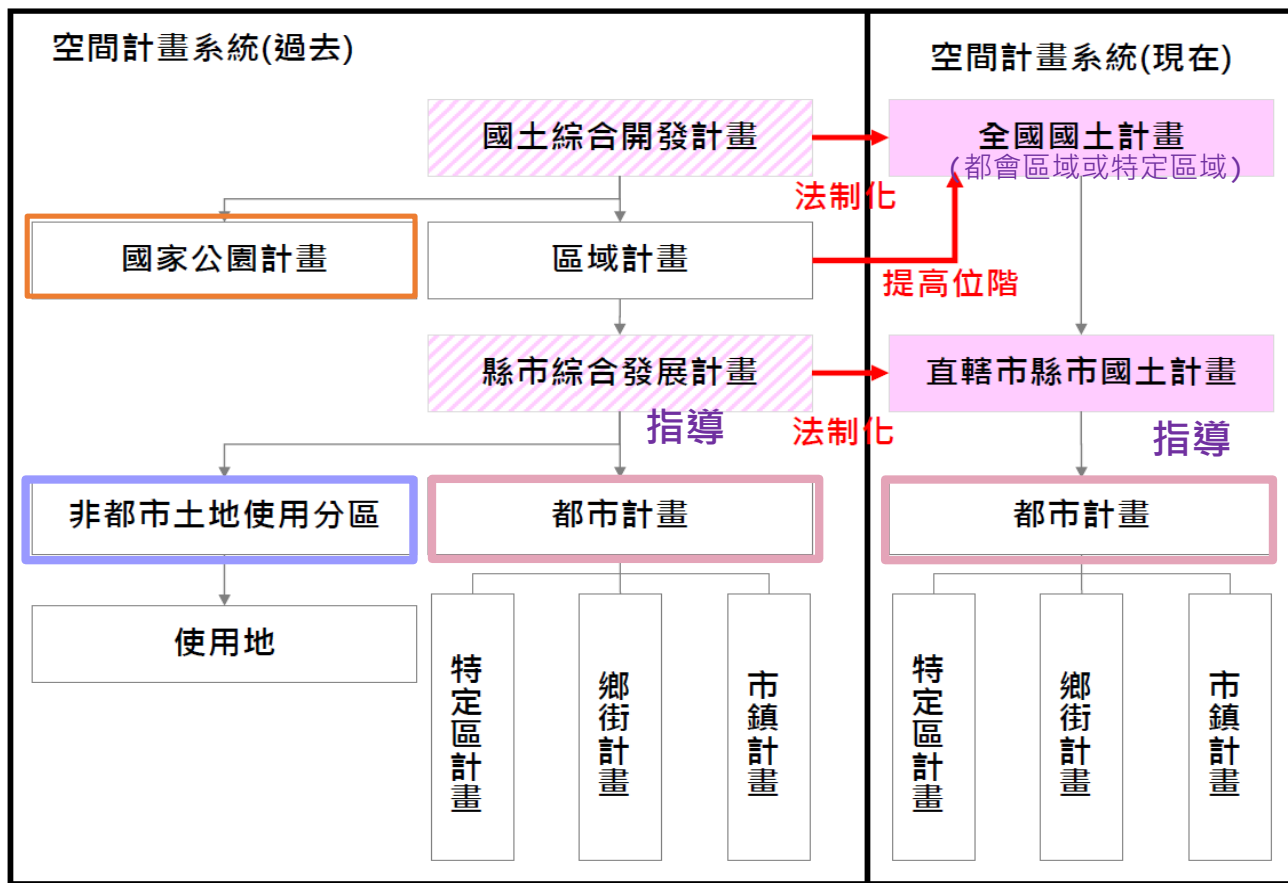 空間計畫系統(過去)
國土綜合開發計畫
國家公園計畫
區域計畫
縣市綜合發展計畫
指導
非都市土地使用分區
都市計畫
使用地
特定區計畫
鄉街計畫
市鎮計畫
法制化
提高位階
法制化
空間計畫系統(現在)
全國國土計畫
(都會區域或特定區域)
直轄市縣市國土計畫
指導
都市計畫
特定區計畫
鄉街計畫
市鎮計畫